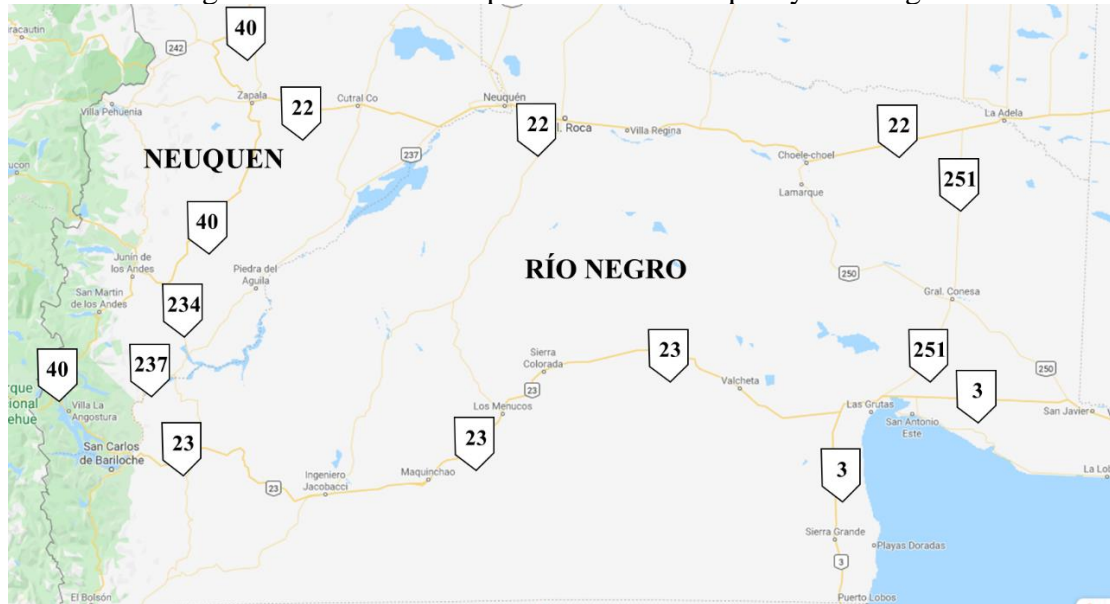 40
242
Villa Pehuenia
Zapala
22
Cutral Co
Neuquén
22
l. Roca
Villa Regina
22
La Adela
Choele-choel
Lamarque
251
NEUQUEN
237
40
RÍO NEGRO
Junin de
los Andes
Piedra del
Aguila
250
San Martin
de los Andes
234
Gral. Conesa
40
237
Sierra
Colorada
23
251
250
Villa La
Angostura
23
Los Menucos
Valcheta
Las Grutas
3
San Javier
San Antonio
Este
San Carlos
de Bariloche
23
23
Ingeniero
Jacobacci
Maquinchao
3
23
Sierra Grande
Playas Doradas
3
El Bolsón
Puerto Lobos